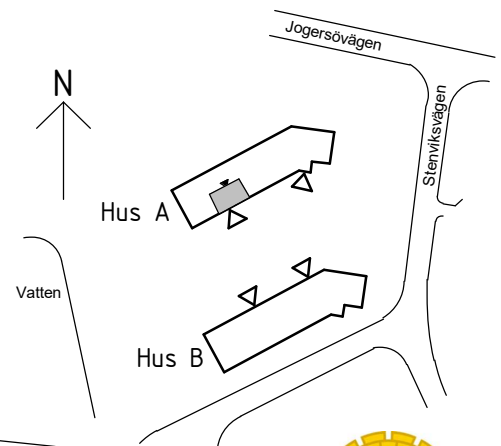 Jogersövägen
N
Stenviksvägen
Hus A
Vatten
Hus B